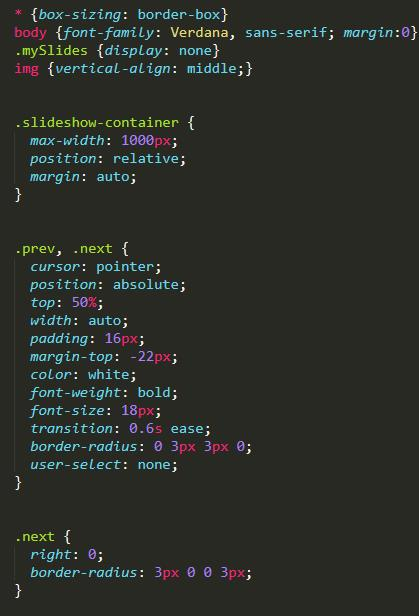 * {box-sizing: border-box}
body {font-family: Verdana, sans-serif; margin:0}
.mySlides {display: none}
img {vertical-align: middle;}
.slideshow-container {
max-width: 1000px;
position: relative;
margin: auto;
}
.prev, .next {
cursor: pointer;
position: absolute;
top: 50%;
width: auto;
padding: 16px;
margin-top: -22px;
color: white;
font-weight: bold;
font-size: 18px;
transition: 0.6s ease;
border-radius: 0 3px 3px 0;
user-select: none;
}
.next {
right: 0;
border-radius: 3px 0 0 3px;
}